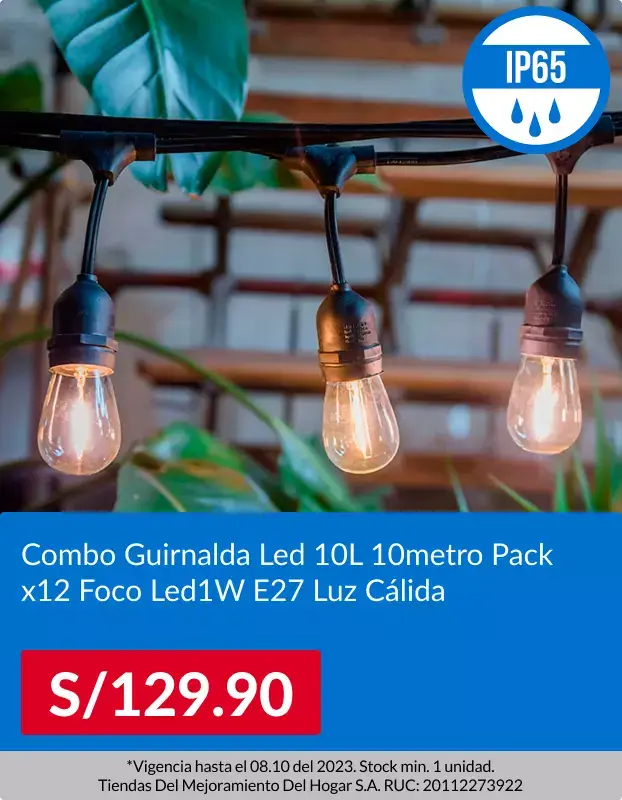 IP65
Combo Guirnalda Led 10L 10metro Pack
x12 Foco Led1W E27 Luz Cálida
S/129.90
*Vigencia hasta el 08.10 del 2023. Stock min. 1 unidad.
Tiendas Del Mejoramiento Del Hogar S.A. RUC: 20112273922